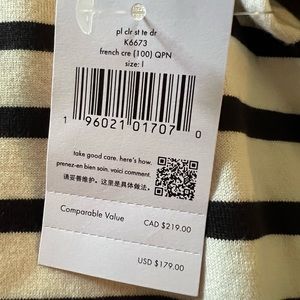 pl clr st te dr
K6673
french cre (100) QPN
size: l
1 96021 01707 0
take good care. here's how.
prenez-en bien soin. voici comment.
请妥善维护。这里是具体做法。
Comparable Value CAD $219.00
USD $179.00